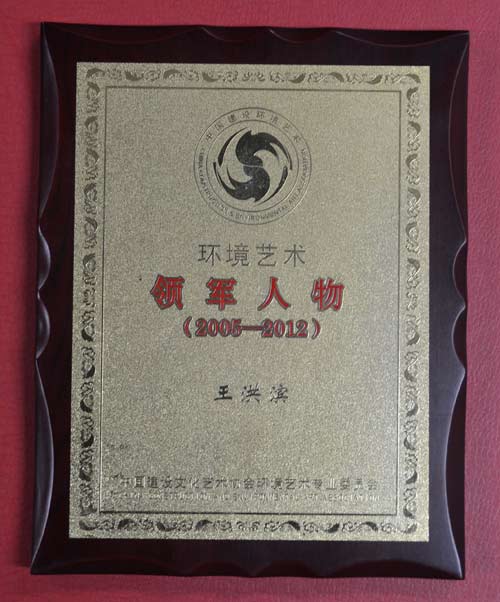 中国建设环境艺术
环境艺术
领军人物
(2005—2012)
王洪滨
中国建设文化艺术协会环境艺术专业委员会